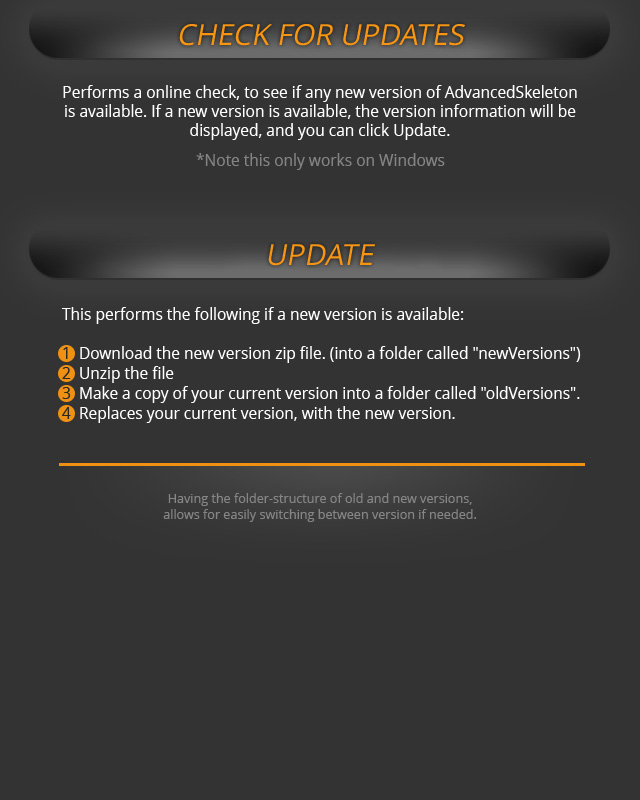 CHECK FOR UPDATES
Performs a online check, to see if any new version of AdvancedSkeleton
is available. If a new version is available, the version information will be
displayed, and you can click Update.
*Note this only works on Windows
UPDATE
This performs the following if a new version is available:
1 Download the new version zip file. (into a folder called "newVersions")
2 Unzip the file
3 Make a copy of your current version into a folder called "oldVersions".
4 Replaces your current version, with the new version.
Having the folder-structure of old and new versions,
allows for easily switching between version if needed.